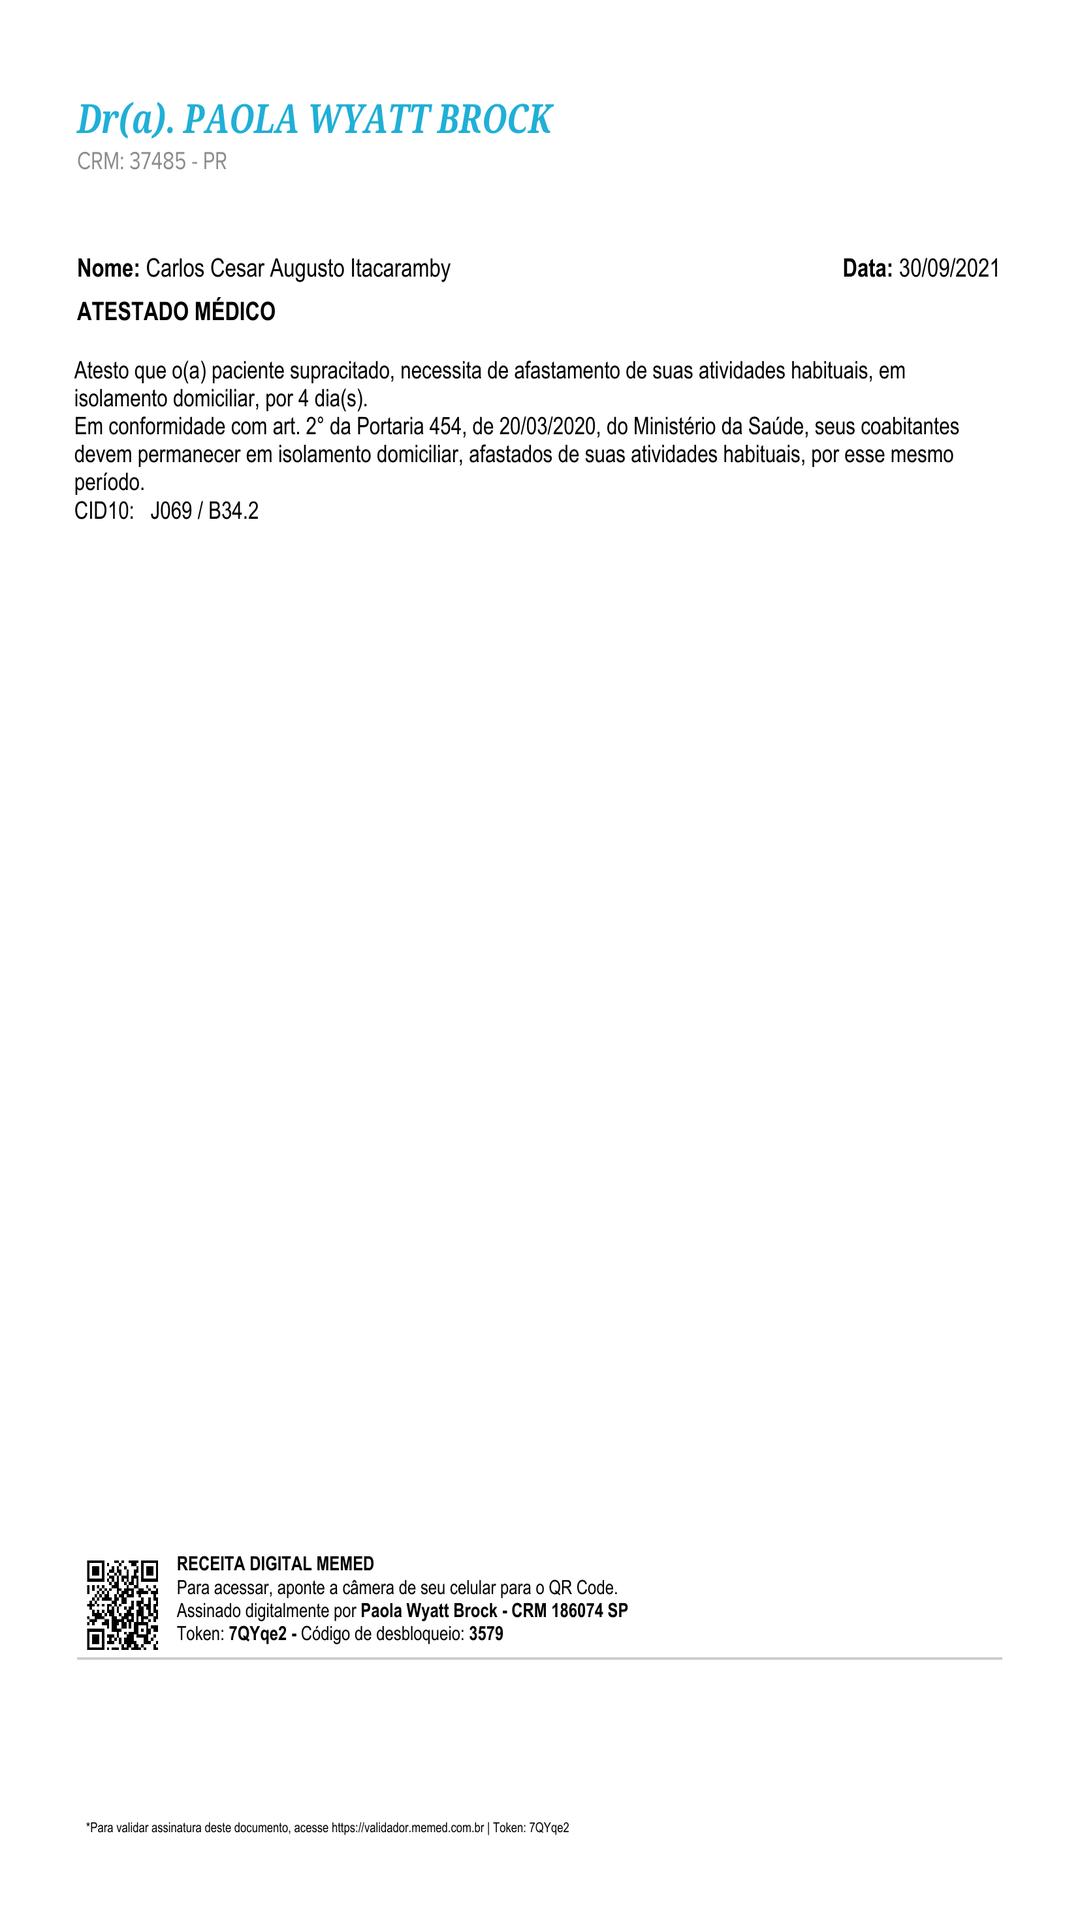 Dr(a). PAOLA WYATT BROCK
CRM: 37485 - PR
Nome: Carlos Cesar Augusto Itacaramby Data: 30/09/2021
ATESTADO MÉDICO
Atesto que o(a) paciente supracitado, necessita de afastamento de suas atividades habituais, em
isolamento domiciliar, por 4 dia(s).
Em conformidade com art. 2° da Portaria 454, de 20/03/2020, do Ministério da Saúde, seus coabitantes
devem permanecer em isolamento domiciliar, afastados de suas atividades habituais, por esse mesmo
período.
CID10: J069 / B34.2
RECEITA DIGITAL MEMED
Para acessar, aponte a câmera de seu celular para o QR Code.
Assinado digitalmente por Paola Wyatt Brock - CRM 186074 SP
Token: 7QYqe2 - Código de desbloqueio: 3579
*Para validar assinatura deste documento, acesse https://validador.memed.com.br | Token: 7QYqe2